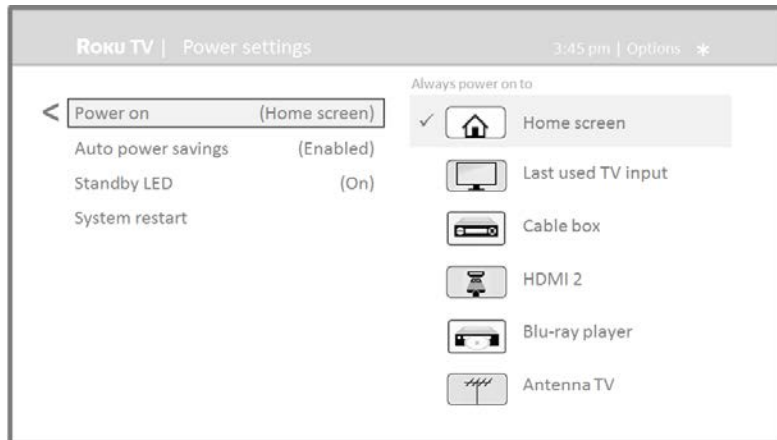 ROKU TV | Power settings
3:45 pm | Options ✱
< Power on (Home screen)
Auto power savings (Enabled)
Standby LED (On)
System restart
Always power on to
✓ Home screen
Last used TV input
Cable box
HDMI 2
Blu-ray player
Antenna TV